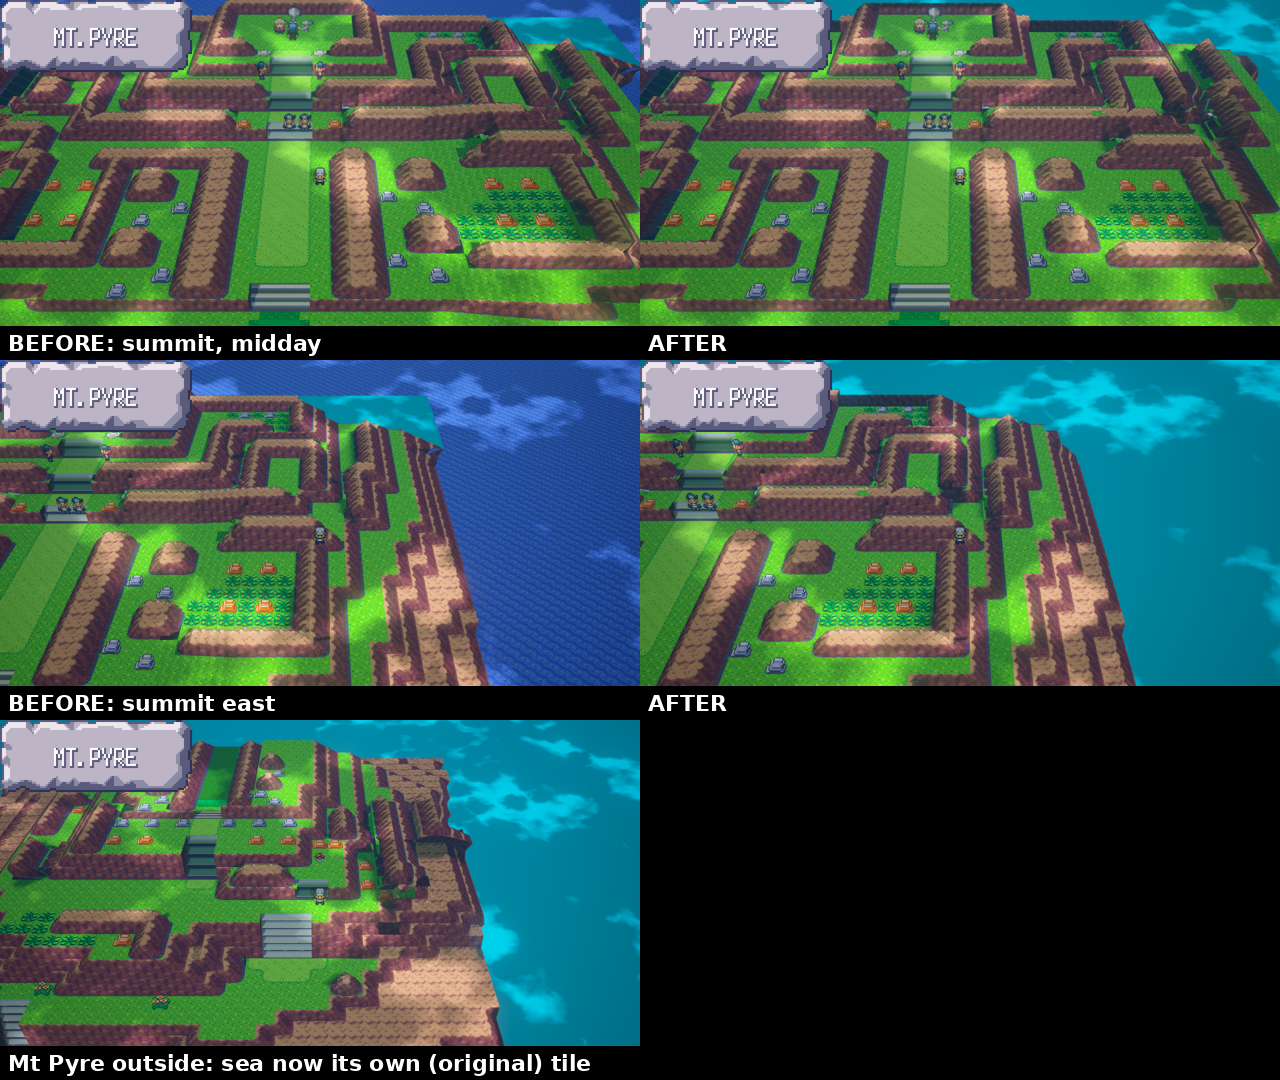 MT. PYRE
MT. PYRE
BEFORE: summit, midday
AFTER
MT. PYRE
MT. PYRE
BEFORE: summit east
AFTER
MT. PYRE
Mt Pyre outside: sea now its own (original) tile